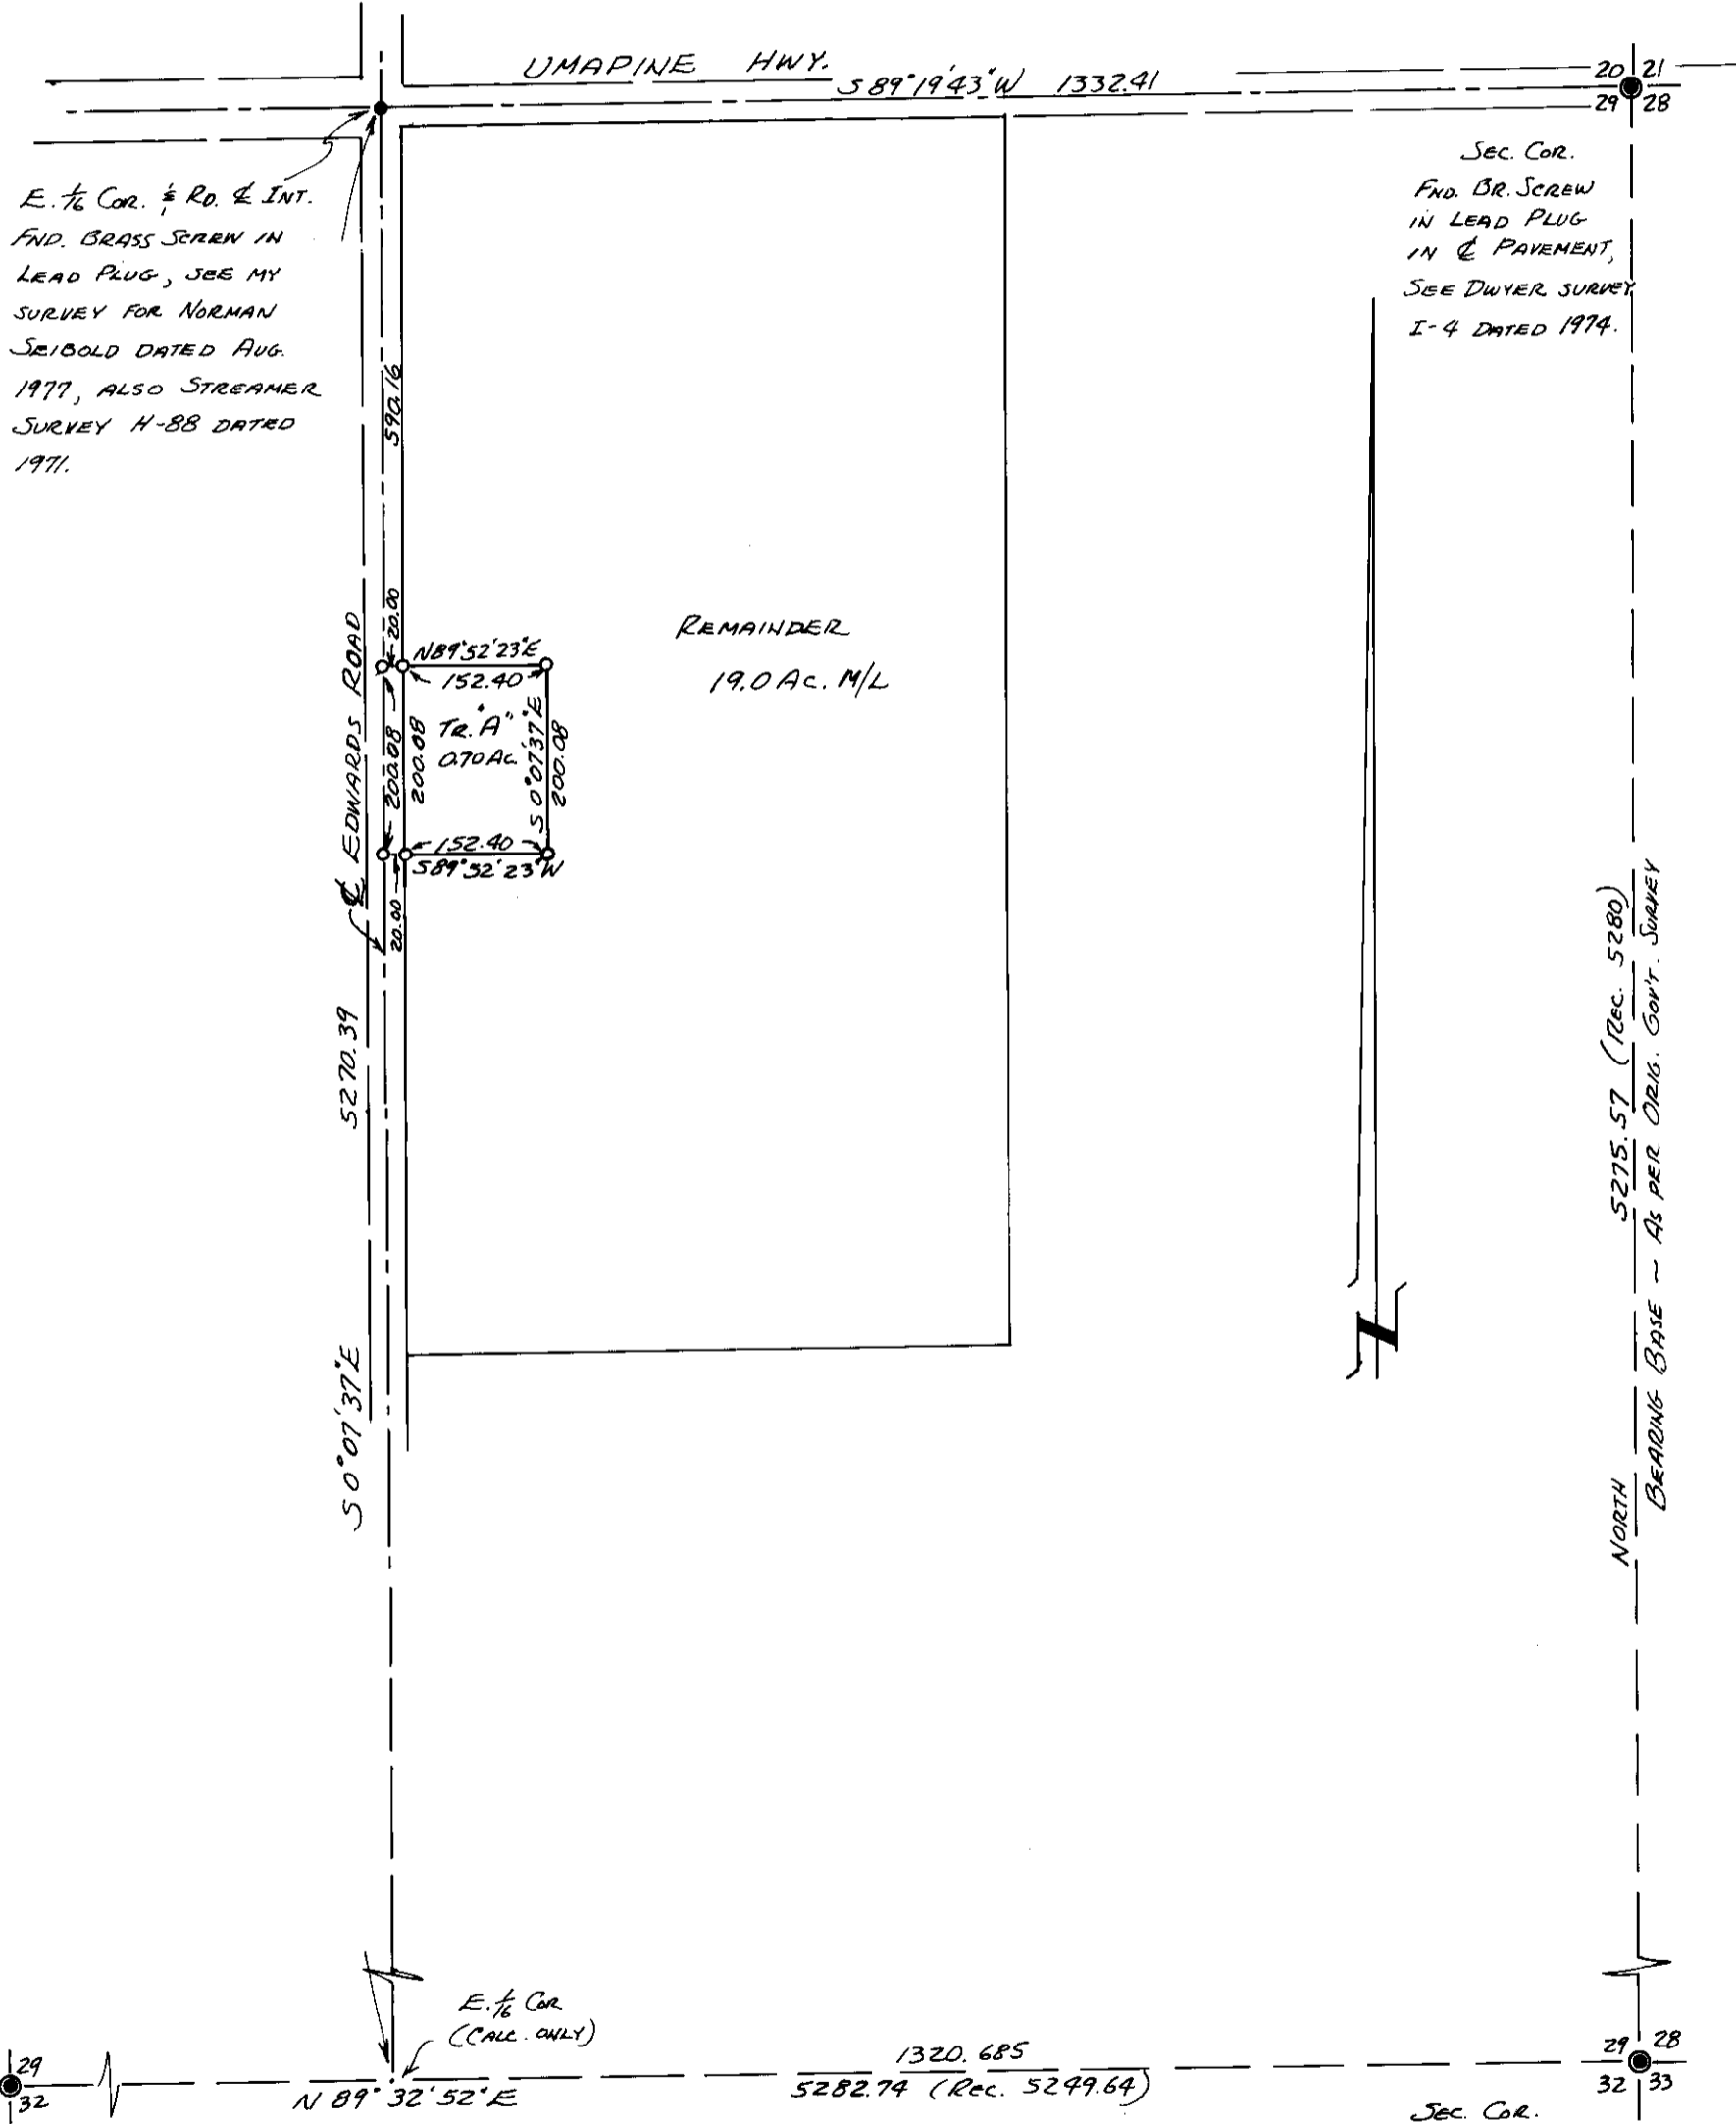 UMAPINE HWY.
S 89°19'43"W 1332.41
20 21
29 28
E. 1/16 COR. & RD. ℄ INT.
FND. BRASS SCREW IN
LEAD PLUG, SEE MY
SURVEY FOR NORMAN
SEIBOLD DATED AUG.
1977, ALSO STREAMER
SURVEY H-88 DATED
1971.
SEC. COR.
FND. BR. SCREW
IN LEAD PLUG
IN ℄ PAVEMENT,
SEE DWYER SURVEY
I-4 DATED 1974.
590.16
20.00
N89°52'23"E
152.40
TR. "A"
0.70 AC.
200.08
200.08
S 0°07'37"E
200.08
152.40
S89°52'23"W
20.00
REMAINDER
19.0 AC. M/L
℄ EDWARDS ROAD
5270.39
S 0°07'37"E
N
5275.57 (REC. 5280)
NORTH
BEARING BASE ~ AS PER ORIG. GOV'T. SURVEY
E. 1/16 COR
(CALC. ONLY)
29
32
N 89°32'52"E
1320.685
5282.74 (REC. 5249.64)
29 28
32 33
SEC. COR.